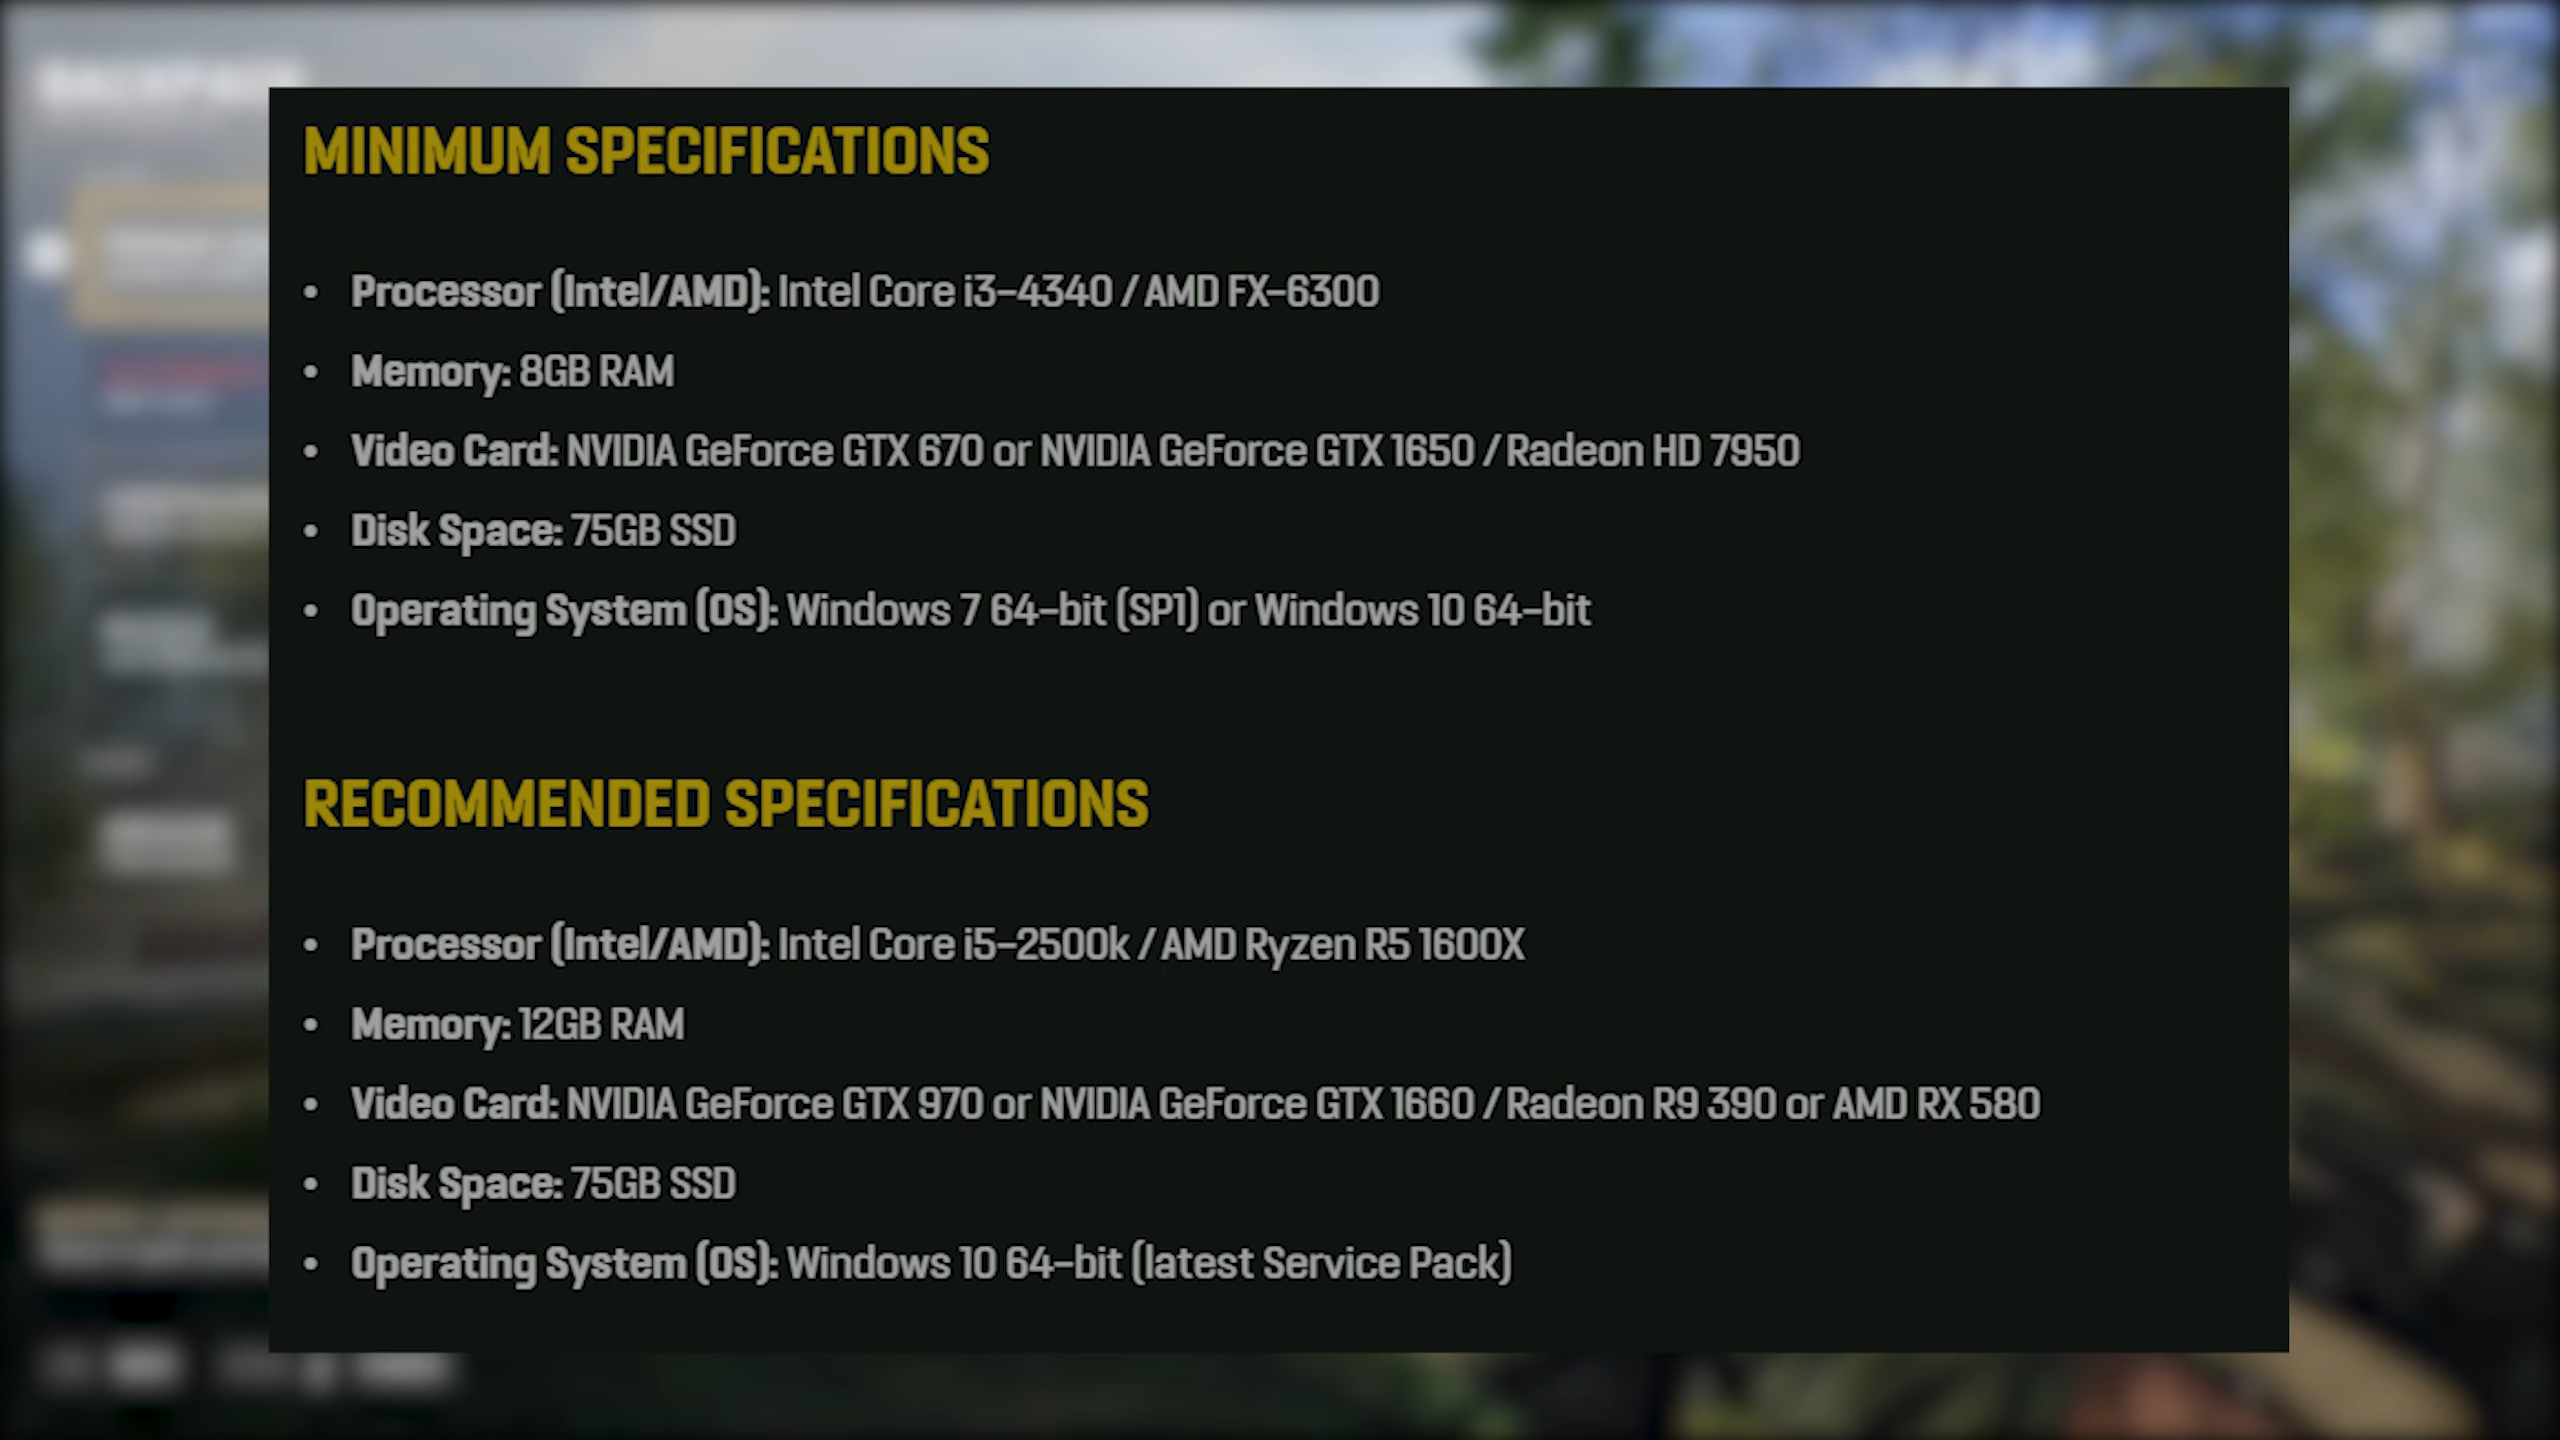 MINIMUM SPECIFICATIONS
• Processor (Intel/AMD): Intel Core i3-4340 / AMD FX-6300
• Memory: 8GB RAM
• Video Card: NVIDIA GeForce GTX 670 or NVIDIA GeForce GTX 1650 / Radeon HD 7950
• Disk Space: 75GB SSD
• Operating System (OS): Windows 7 64-bit (SP1) or Windows 10 64-bit
RECOMMENDED SPECIFICATIONS
• Processor (Intel/AMD): Intel Core i5-2500k / AMD Ryzen R5 1600X
• Memory: 12GB RAM
• Video Card: NVIDIA GeForce GTX 970 or NVIDIA GeForce GTX 1660 / Radeon R9 390 or AMD RX 580
• Disk Space: 75GB SSD
• Operating System (OS): Windows 10 64-bit (latest Service Pack)